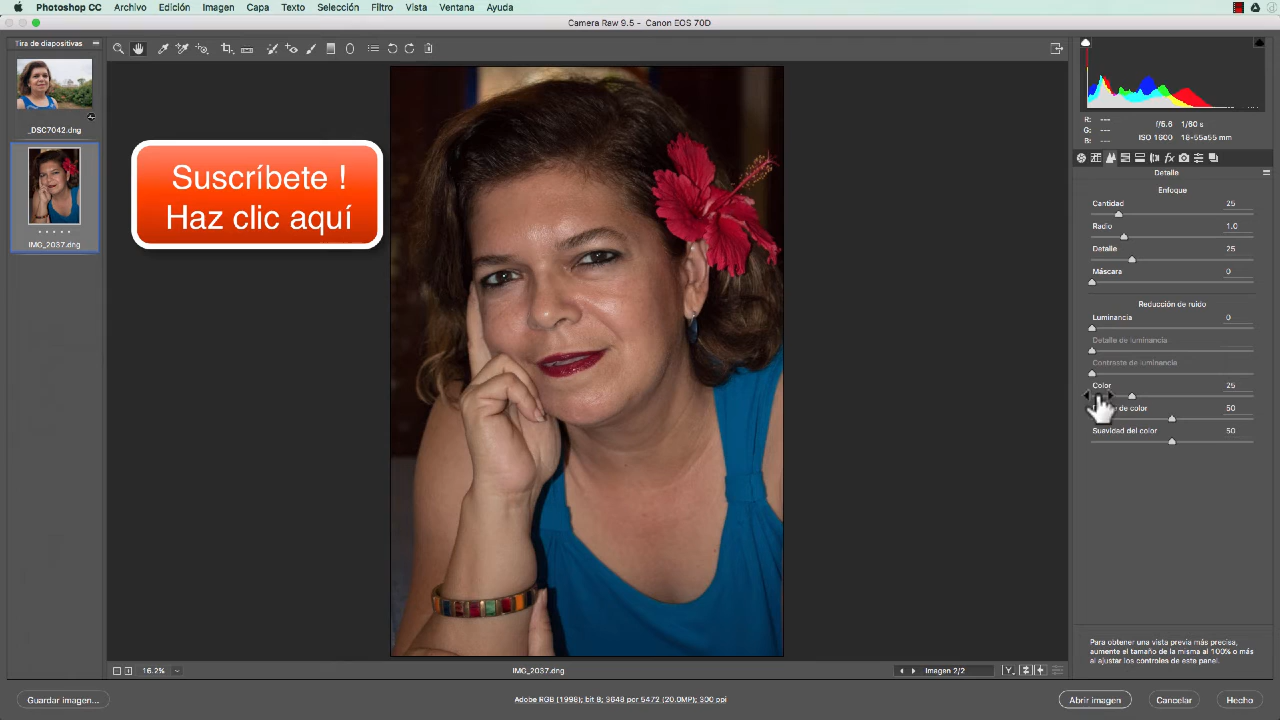 Photoshop CC Archivo Edición Imagen Capa Texto Selección Filtro Vista Ventana Ayuda
Camera Raw 9.5 - Canon EOS 70D
Tira de diapositivas
_DSC7042.dng
IMG_2037.dng
Suscríbete !
Haz clic aquí
R: ---
G: ---
B: ---
f/5.6 1/60 s
ISO 1600 18-55a55 mm
Detalle
Enfoque
Cantidad 25
Radio 1.0
Detalle 25
Máscara 0
Reducción de ruido
Luminancia 0
Detalle de luminancia
Contraste de luminancia
Color 25
de color 50
Suavidad del color 50
Para obtener una vista previa más precisa,
aumente el tamaño de la misma al 100% o más
al ajustar los controles de este panel.
16.2%
IMG_2037.dng
Imagen 2/2
Y
Guardar imagen...
Adobe RGB (1998); bit 8; 3648 por 5472 (20.0MP); 300 ppi
Abrir imagen
Cancelar
Hecho